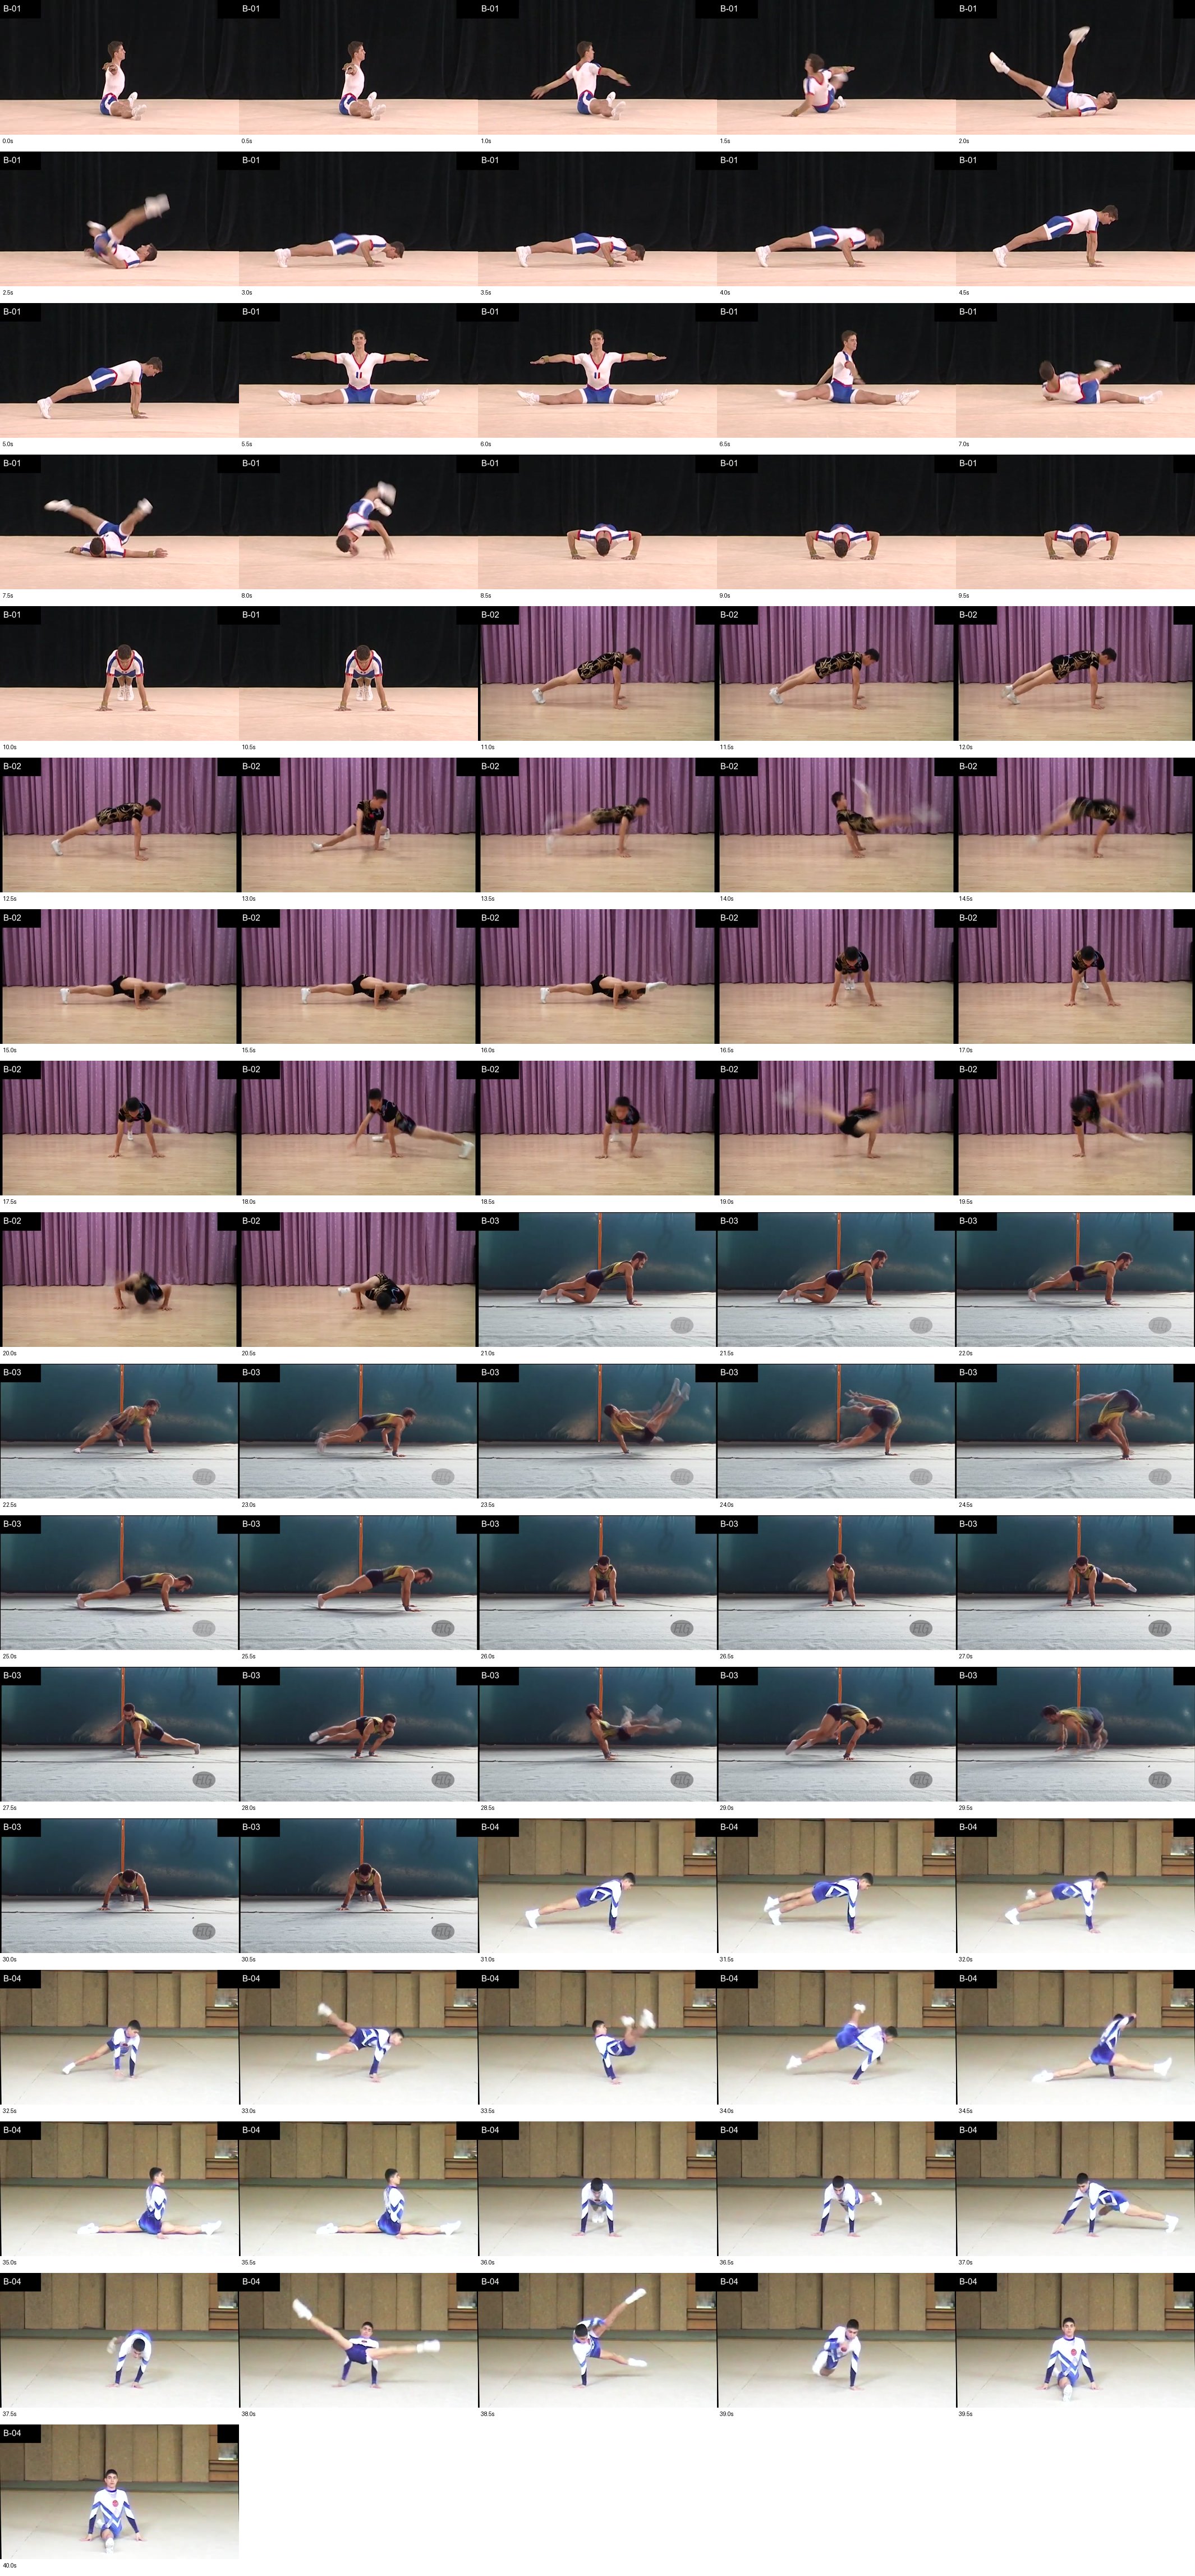 B-01 B-01 B-01 B-01 B-01
0.0s 0.5s 1.0s 1.5s 2.0s
B-01 B-01 B-01 B-01 B-01
2.5s 3.0s 3.5s 4.0s 4.5s
B-01 B-01 B-01 B-01 B-01
5.0s 5.5s 6.0s 6.5s 7.0s
B-01 B-01 B-01 B-01 B-01
7.5s 8.0s 8.5s 9.0s 9.5s
B-01 B-01 B-02 B-02 B-02
10.0s 10.5s 11.0s 11.5s 12.0s
B-02 B-02 B-02 B-02 B-02
12.5s 13.0s 13.5s 14.0s 14.5s
B-02 B-02 B-02 B-02 B-02
15.0s 15.5s 16.0s 16.5s 17.0s
B-02 B-02 B-02 B-02 B-02
17.5s 18.0s 18.5s 19.0s 19.5s
B-02 B-02 B-03 B-03 B-03
20.0s 20.5s 21.0s 21.5s 22.0s
B-03 B-03 B-03 B-03 B-03
22.5s 23.0s 23.5s 24.0s 24.5s
B-03 B-03 B-03 B-03 B-03
25.0s 25.5s 26.0s 26.5s 27.0s
B-03 B-03 B-03 B-03 B-03
27.5s 28.0s 28.5s 29.0s 29.5s
B-03 B-03 B-04 B-04 B-04
30.0s 30.5s 31.0s 31.5s 32.0s
B-04 B-04 B-04 B-04 B-04
32.5s 33.0s 33.5s 34.0s 34.5s
B-04 B-04 B-04 B-04 B-04
35.0s 35.5s 36.0s 36.5s 37.0s
B-04 B-04 B-04 B-04 B-04
37.5s 38.0s 38.5s 39.0s 39.5s
B-04
40.0s